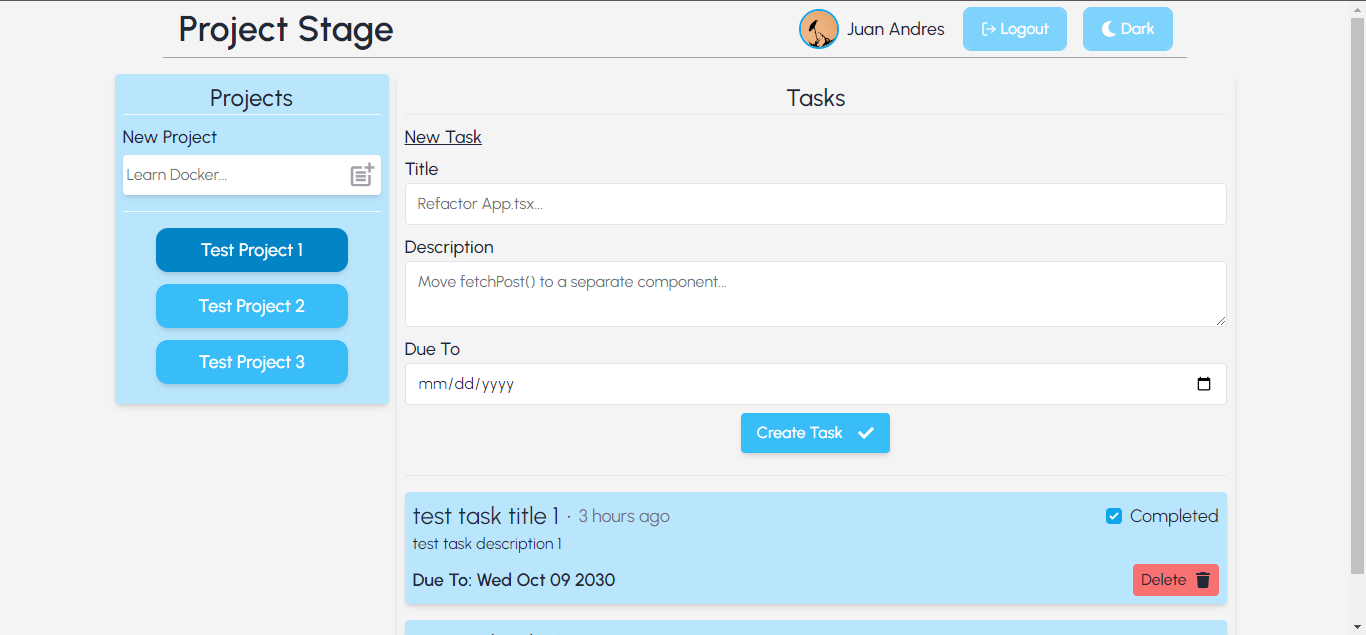 Project Stage
Juan Andres
Logout
Dark
Projects
New Project
Learn Docker...
Test Project 1
Test Project 2
Test Project 3
Tasks
New Task
Title
Refactor App.tsx...
Description
Move fetchPost() to a separate component...
Due To
mm/dd/yyyy
Create Task
test task title 1 · 3 hours ago
Completed
test task description 1
Due To: Wed Oct 09 2030
Delete